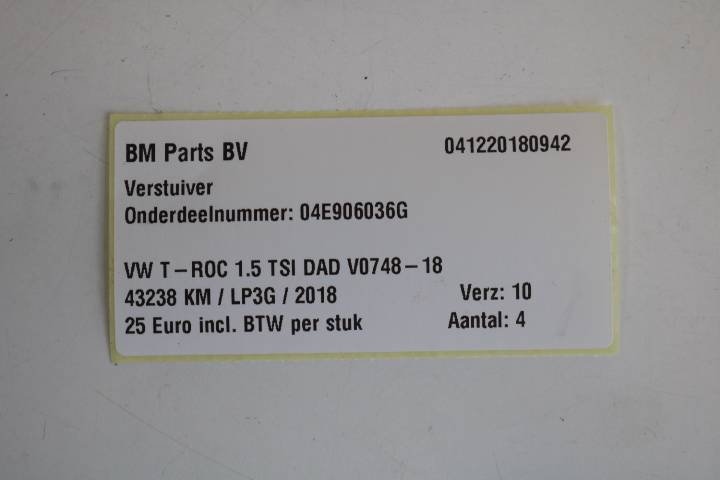 BM Parts BV 041220180942
Verstuiver
Onderdeelnummer: 04E906036G
VW T-ROC 1.5 TSI DAD V0748-18
43238 KM / LP3G / 2018 Verz: 10
25 Euro incl. BTW per stuk Aantal: 4